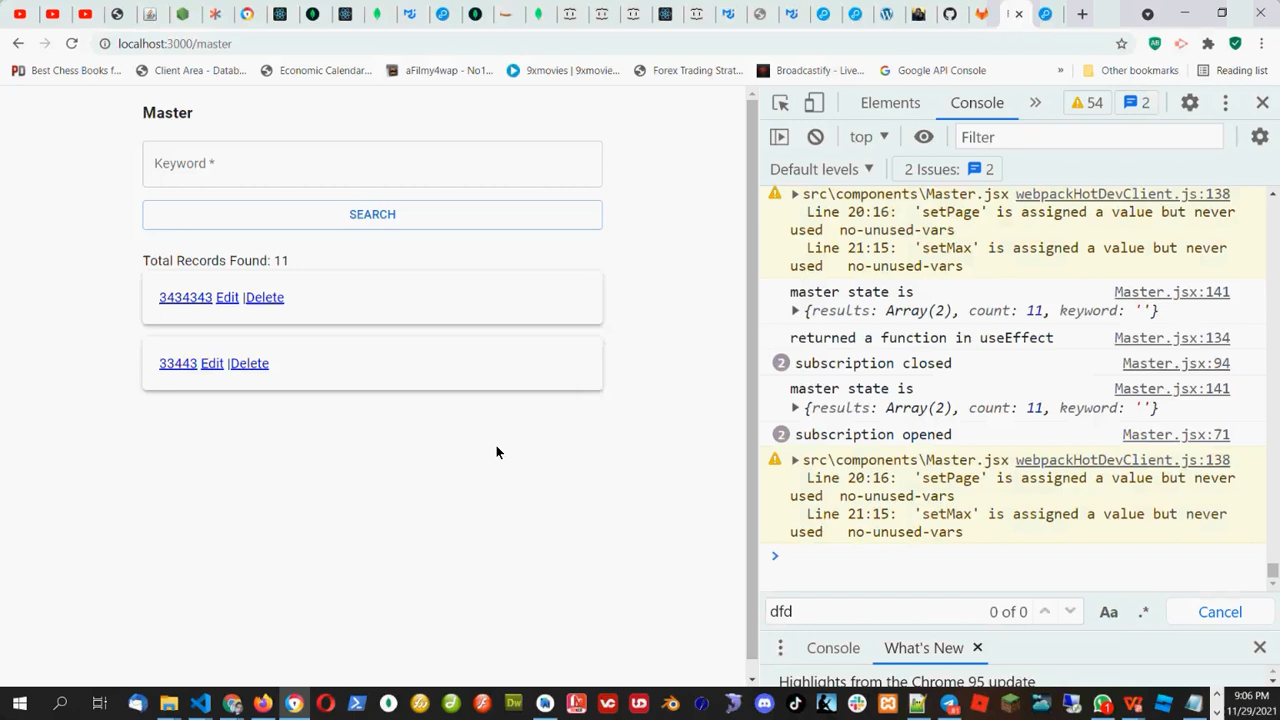 localhost:3000/master
Best Chess Books f...
Client Area - Datab...
Economic Calendar...
aFilmy4wap - No1...
9xmovies | 9xmovie...
Forex Trading Strat...
Broadcastify - Live...
Google API Console
»
Other bookmarks
Reading list
Master
Keyword *
SEARCH
Total Records Found: 11
3434343 Edit |Delete
33443 Edit |Delete
Elements
Console
»
54
2
top
Filter
Default levels
2 Issues: 2
src\components\Master.jsx webpackHotDevClient.js:138
Line 20:16: 'setPage' is assigned a value but never
used no-unused-vars
Line 21:15: 'setMax' is assigned a value but never
used no-unused-vars
master state is Master.jsx:141
{results: Array(2), count: 11, keyword: ''}
returned a function in useEffect Master.jsx:134
2 subscription closed Master.jsx:94
master state is Master.jsx:141
{results: Array(2), count: 11, keyword: ''}
2 subscription opened Master.jsx:71
src\components\Master.jsx webpackHotDevClient.js:138
Line 20:16: 'setPage' is assigned a value but never
used no-unused-vars
Line 21:15: 'setMax' is assigned a value but never
used no-unused-vars
dfd
0 of 0
Aa
.*
Cancel
Console
What's New
Highlights from the Chrome 95 update
9:06 PM
11/29/2021